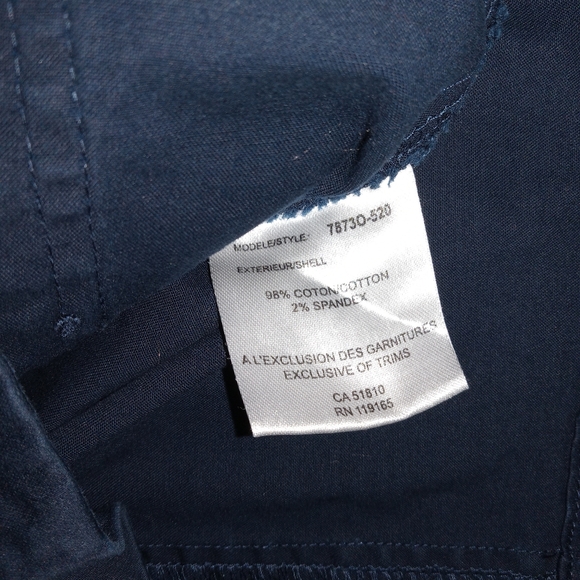 MODELE/STYLE: 7873O-520
EXTERIEUR/SHELL
98% COTON/COTTON
2% SPANDEX
A L'EXCLUSION DES GARNITURES
EXCLUSIVE OF TRIMS
CA 51810
RN 119165